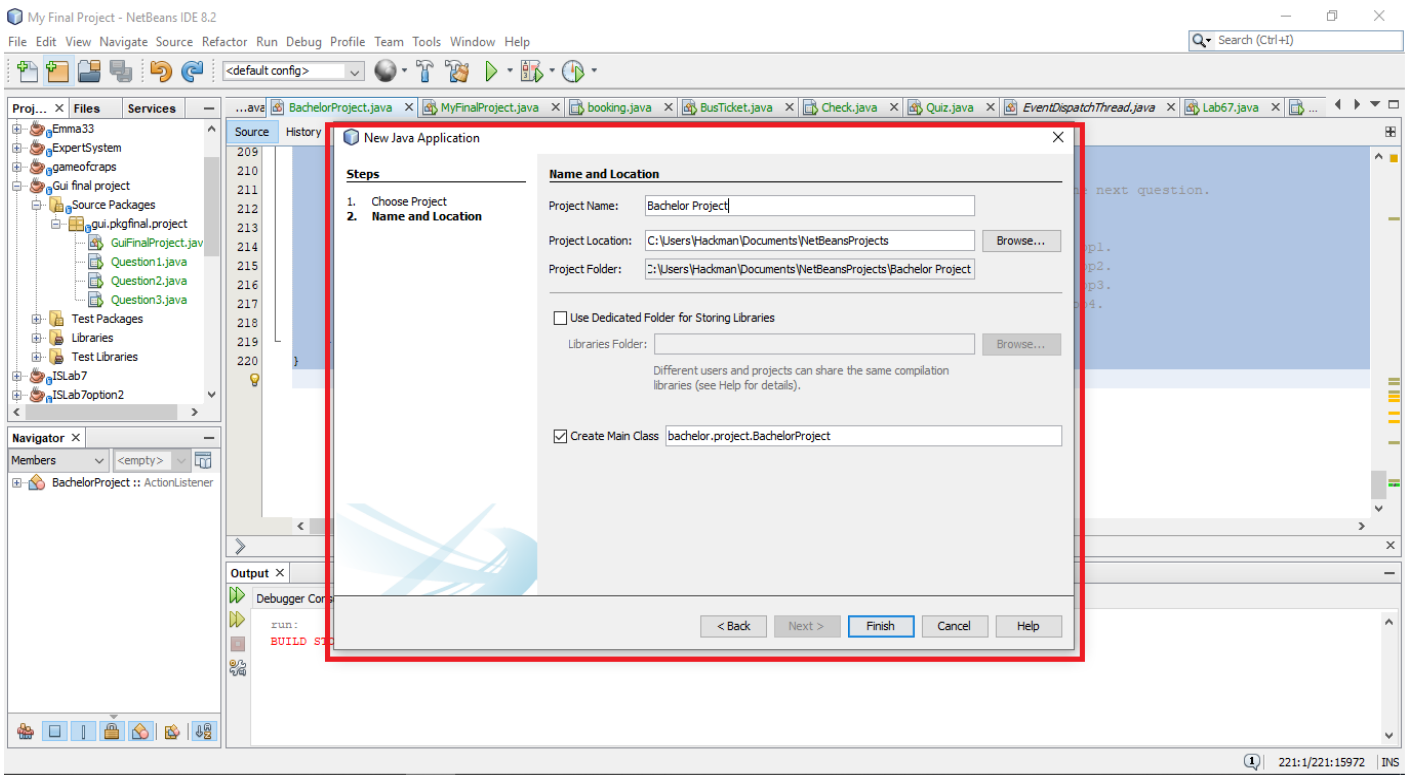 My Final Project - NetBeans IDE 8.2
File Edit View Navigate Source Refactor Run Debug Profile Team Tools Window Help
Search (Ctrl+I)
<default config>
Proj... Files Services
...ava BachelorProject.java MyFinalProject.java booking.java BusTicket.java Check.java Quiz.java EventDispatchThread.java Lab67.java ...
Emma33
ExpertSystem
gameofcraps
Gui final project
Source Packages
gui.pkgfinal.project
GuiFinalProject.jav
Question1.java
Question2.java
Question3.java
Test Packages
Libraries
Test Libraries
ISLab7
ISLab7option2
Navigator
Members <empty>
BachelorProject :: ActionListener
Source History
209
210
211
212
213
214
215
216
217
218
219
220 }
next question.
New Java Application
Steps
1. Choose Project
2. Name and Location
Name and Location
Project Name: Bachelor Project
Project Location: C:\Users\Hackman\Documents\NetBeansProjects Browse...
Project Folder: C:\Users\Hackman\Documents\NetBeansProjects\Bachelor Project
Use Dedicated Folder for Storing Libraries
Libraries Folder: Browse...
Different users and projects can share the same compilation
libraries (see Help for details).
Create Main Class bachelor.project.BachelorProject
< Back Next > Finish Cancel Help
Output
Debugger Cons
run:
BUILD STO
1 221:1/221:15972 INS